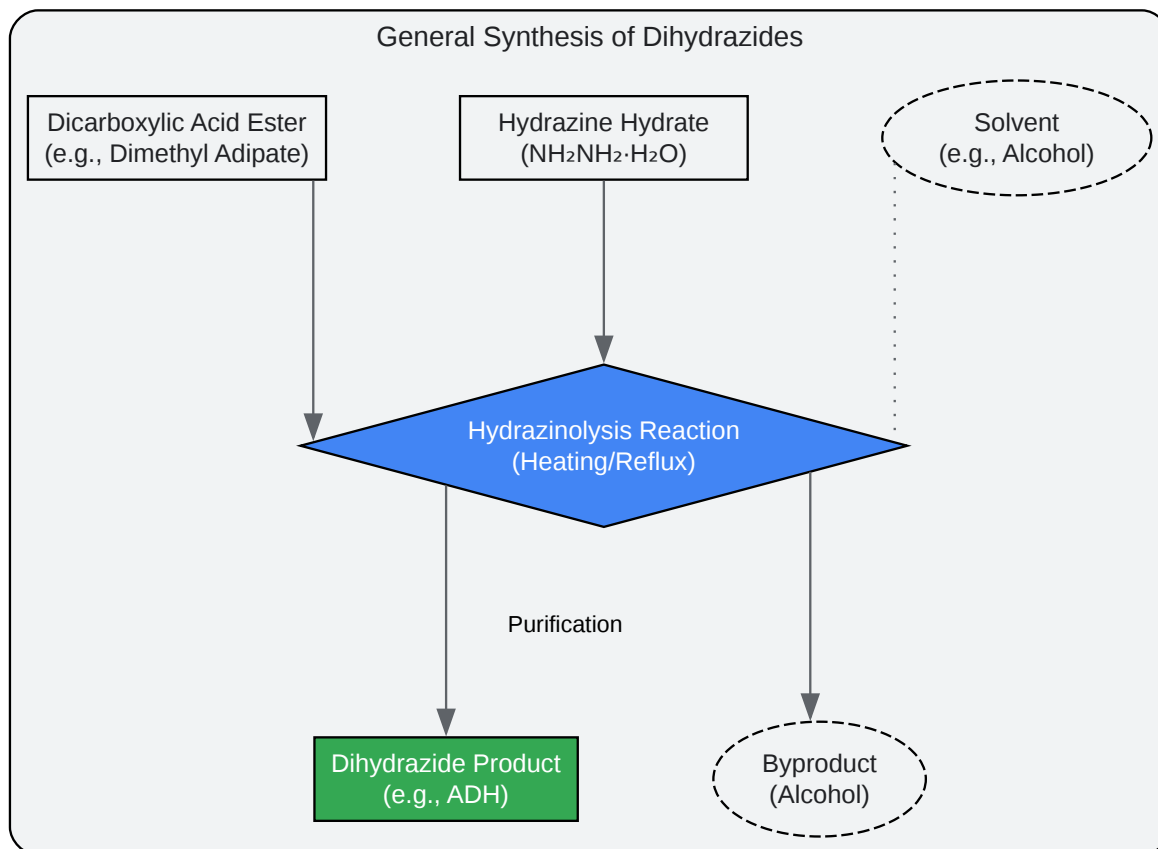 General Synthesis of Dihydrazides
Dicarboxylic Acid Ester
(e.g., Dimethyl Adipate)
Hydrazine Hydrate
(NH₂NH₂·H₂O)
Solvent
(e.g., Alcohol)
Hydrazinolysis Reaction
(Heating/Reflux)
Purification
Dihydrazide Product
(e.g., ADH)
Byproduct
(Alcohol)